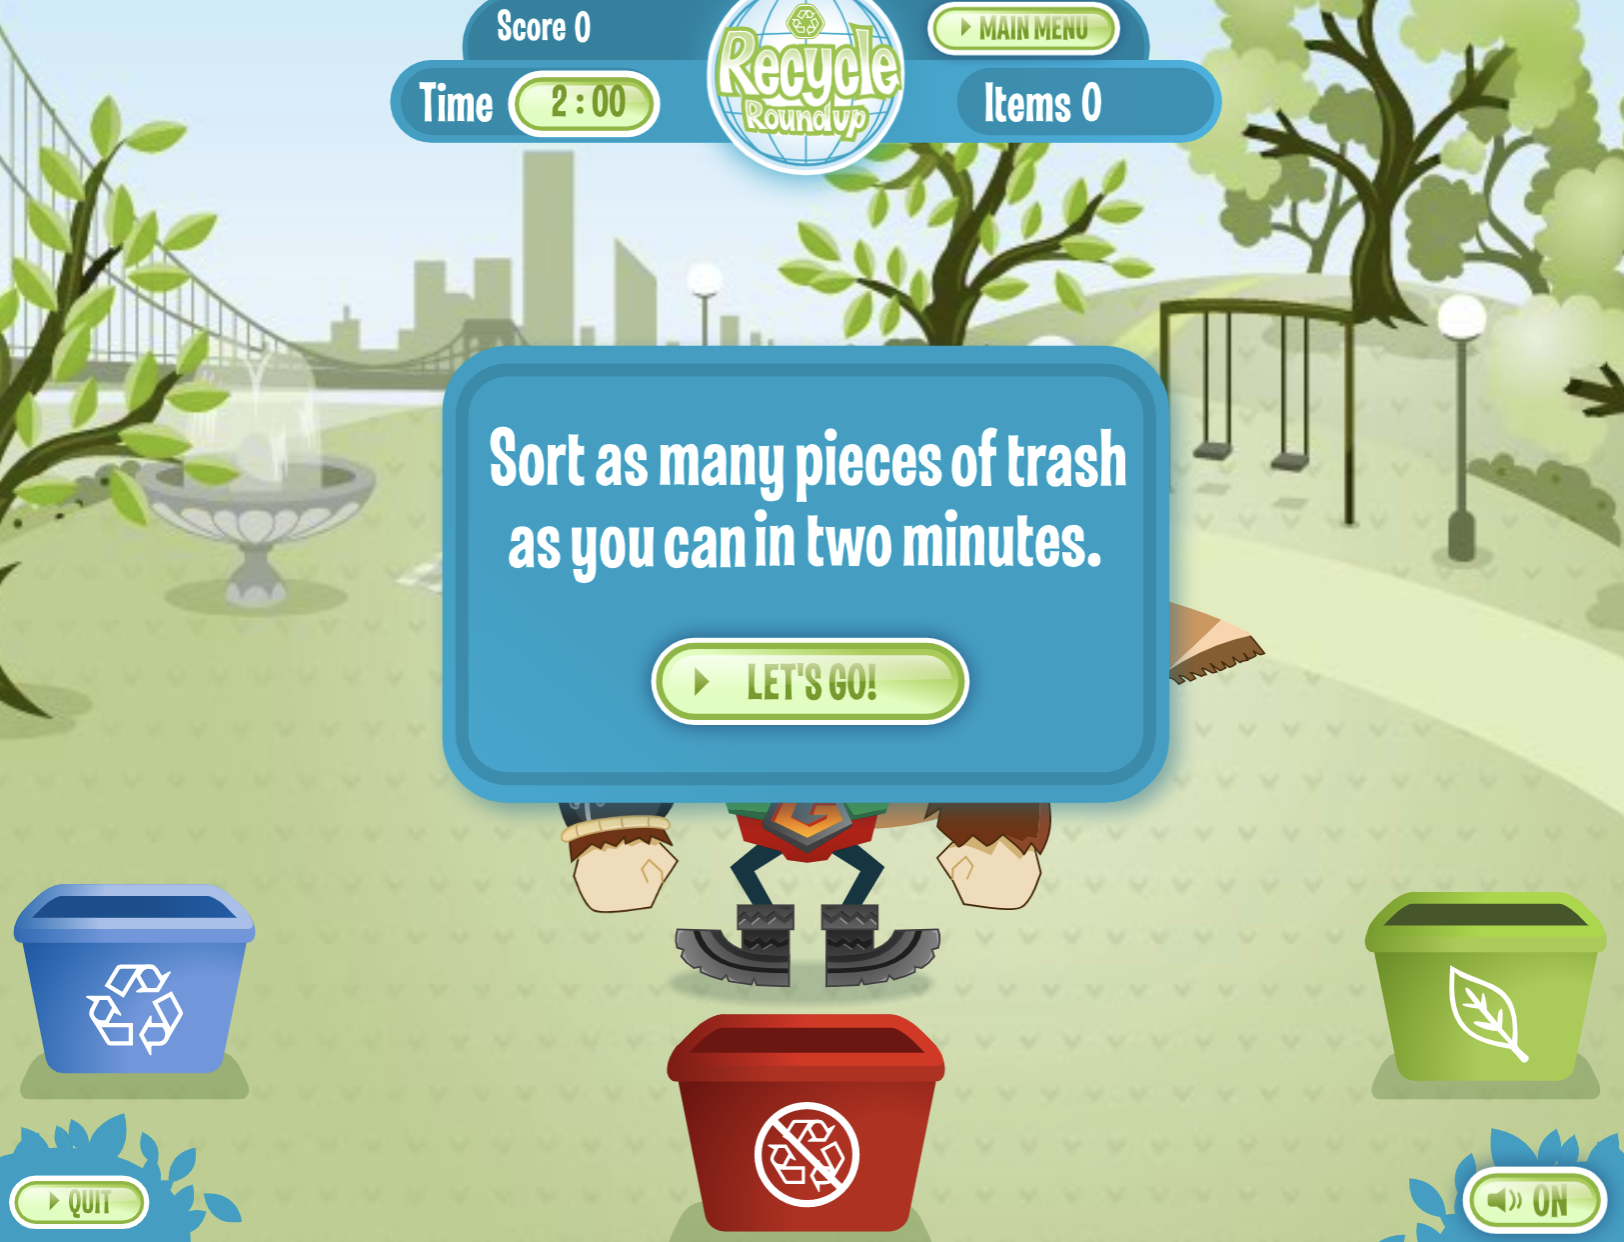 Score 0
MAIN MENU
Recycle
Roundup
Time 2:00
Items 0
Sort as many pieces of trash
as you can in two minutes.
LET'S GO!
G
QUIT
ON